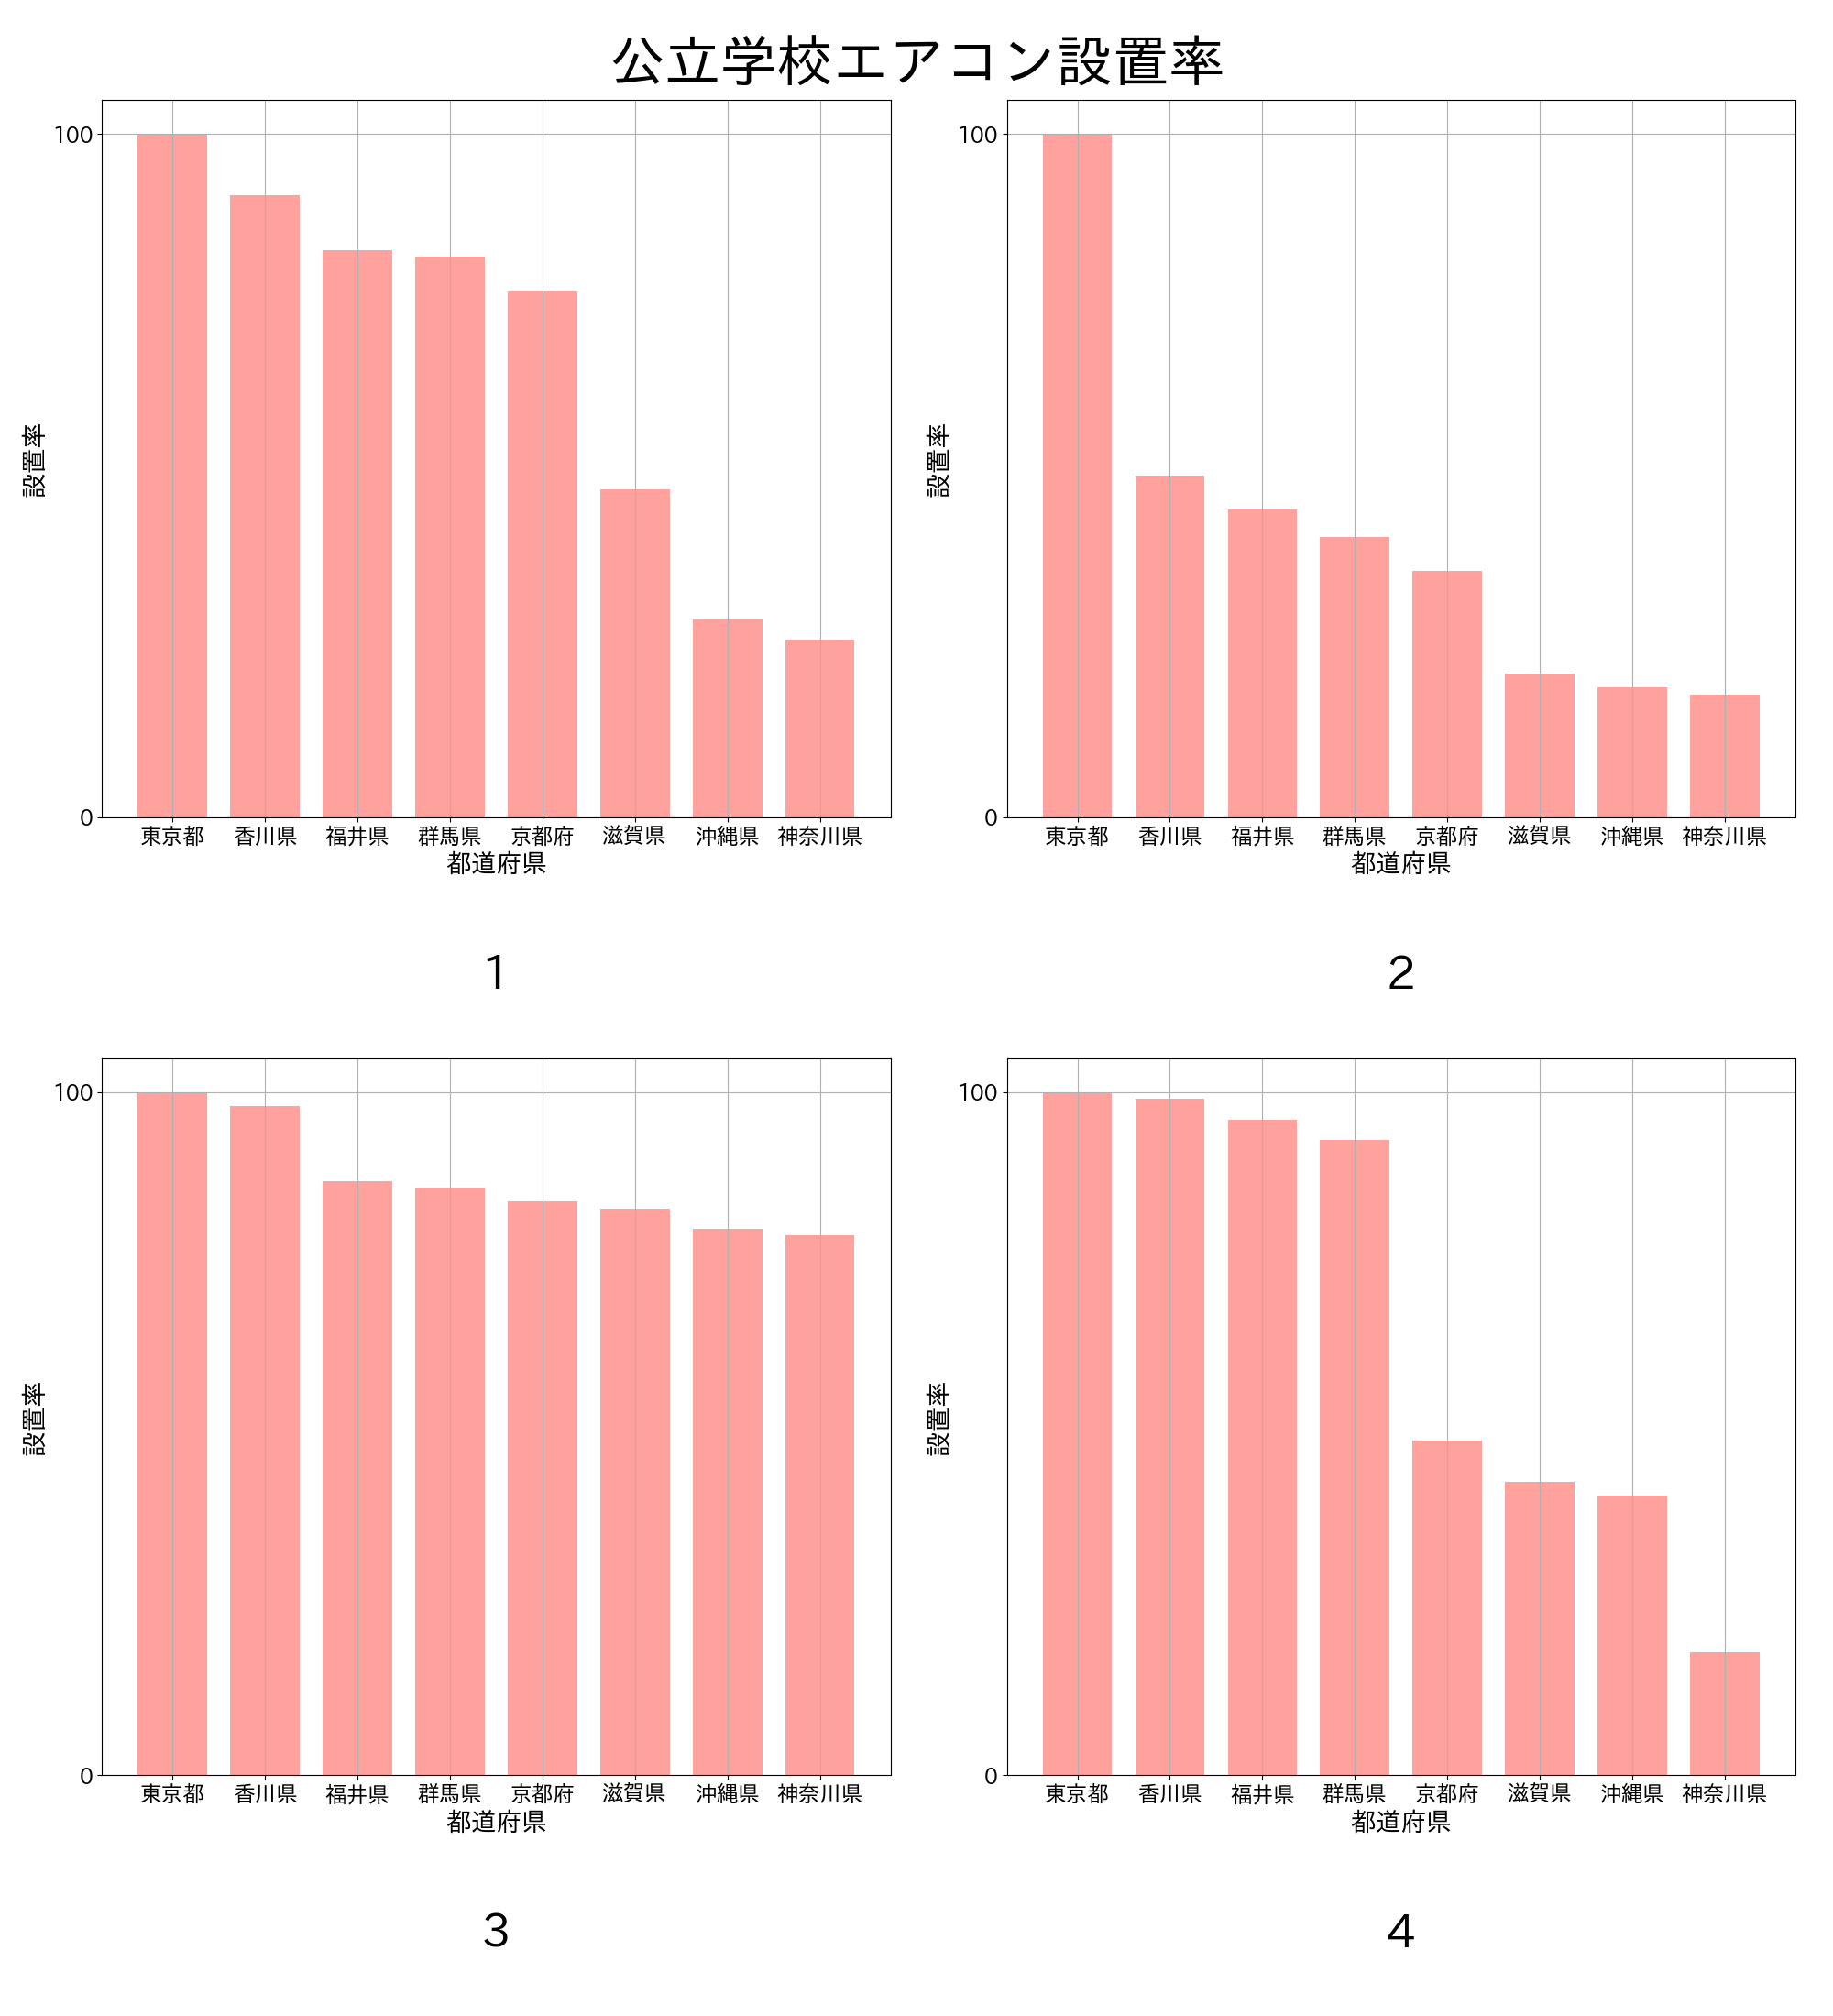 公立学校エアコン設置率
100
0
設置率
東京都 香川県 福井県 群馬県 京都府 滋賀県 沖縄県 神奈川県
都道府県
1
100
0
設置率
東京都 香川県 福井県 群馬県 京都府 滋賀県 沖縄県 神奈川県
都道府県
2
100
0
設置率
東京都 香川県 福井県 群馬県 京都府 滋賀県 沖縄県 神奈川県
都道府県
3
100
0
設置率
東京都 香川県 福井県 群馬県 京都府 滋賀県 沖縄県 神奈川県
都道府県
4